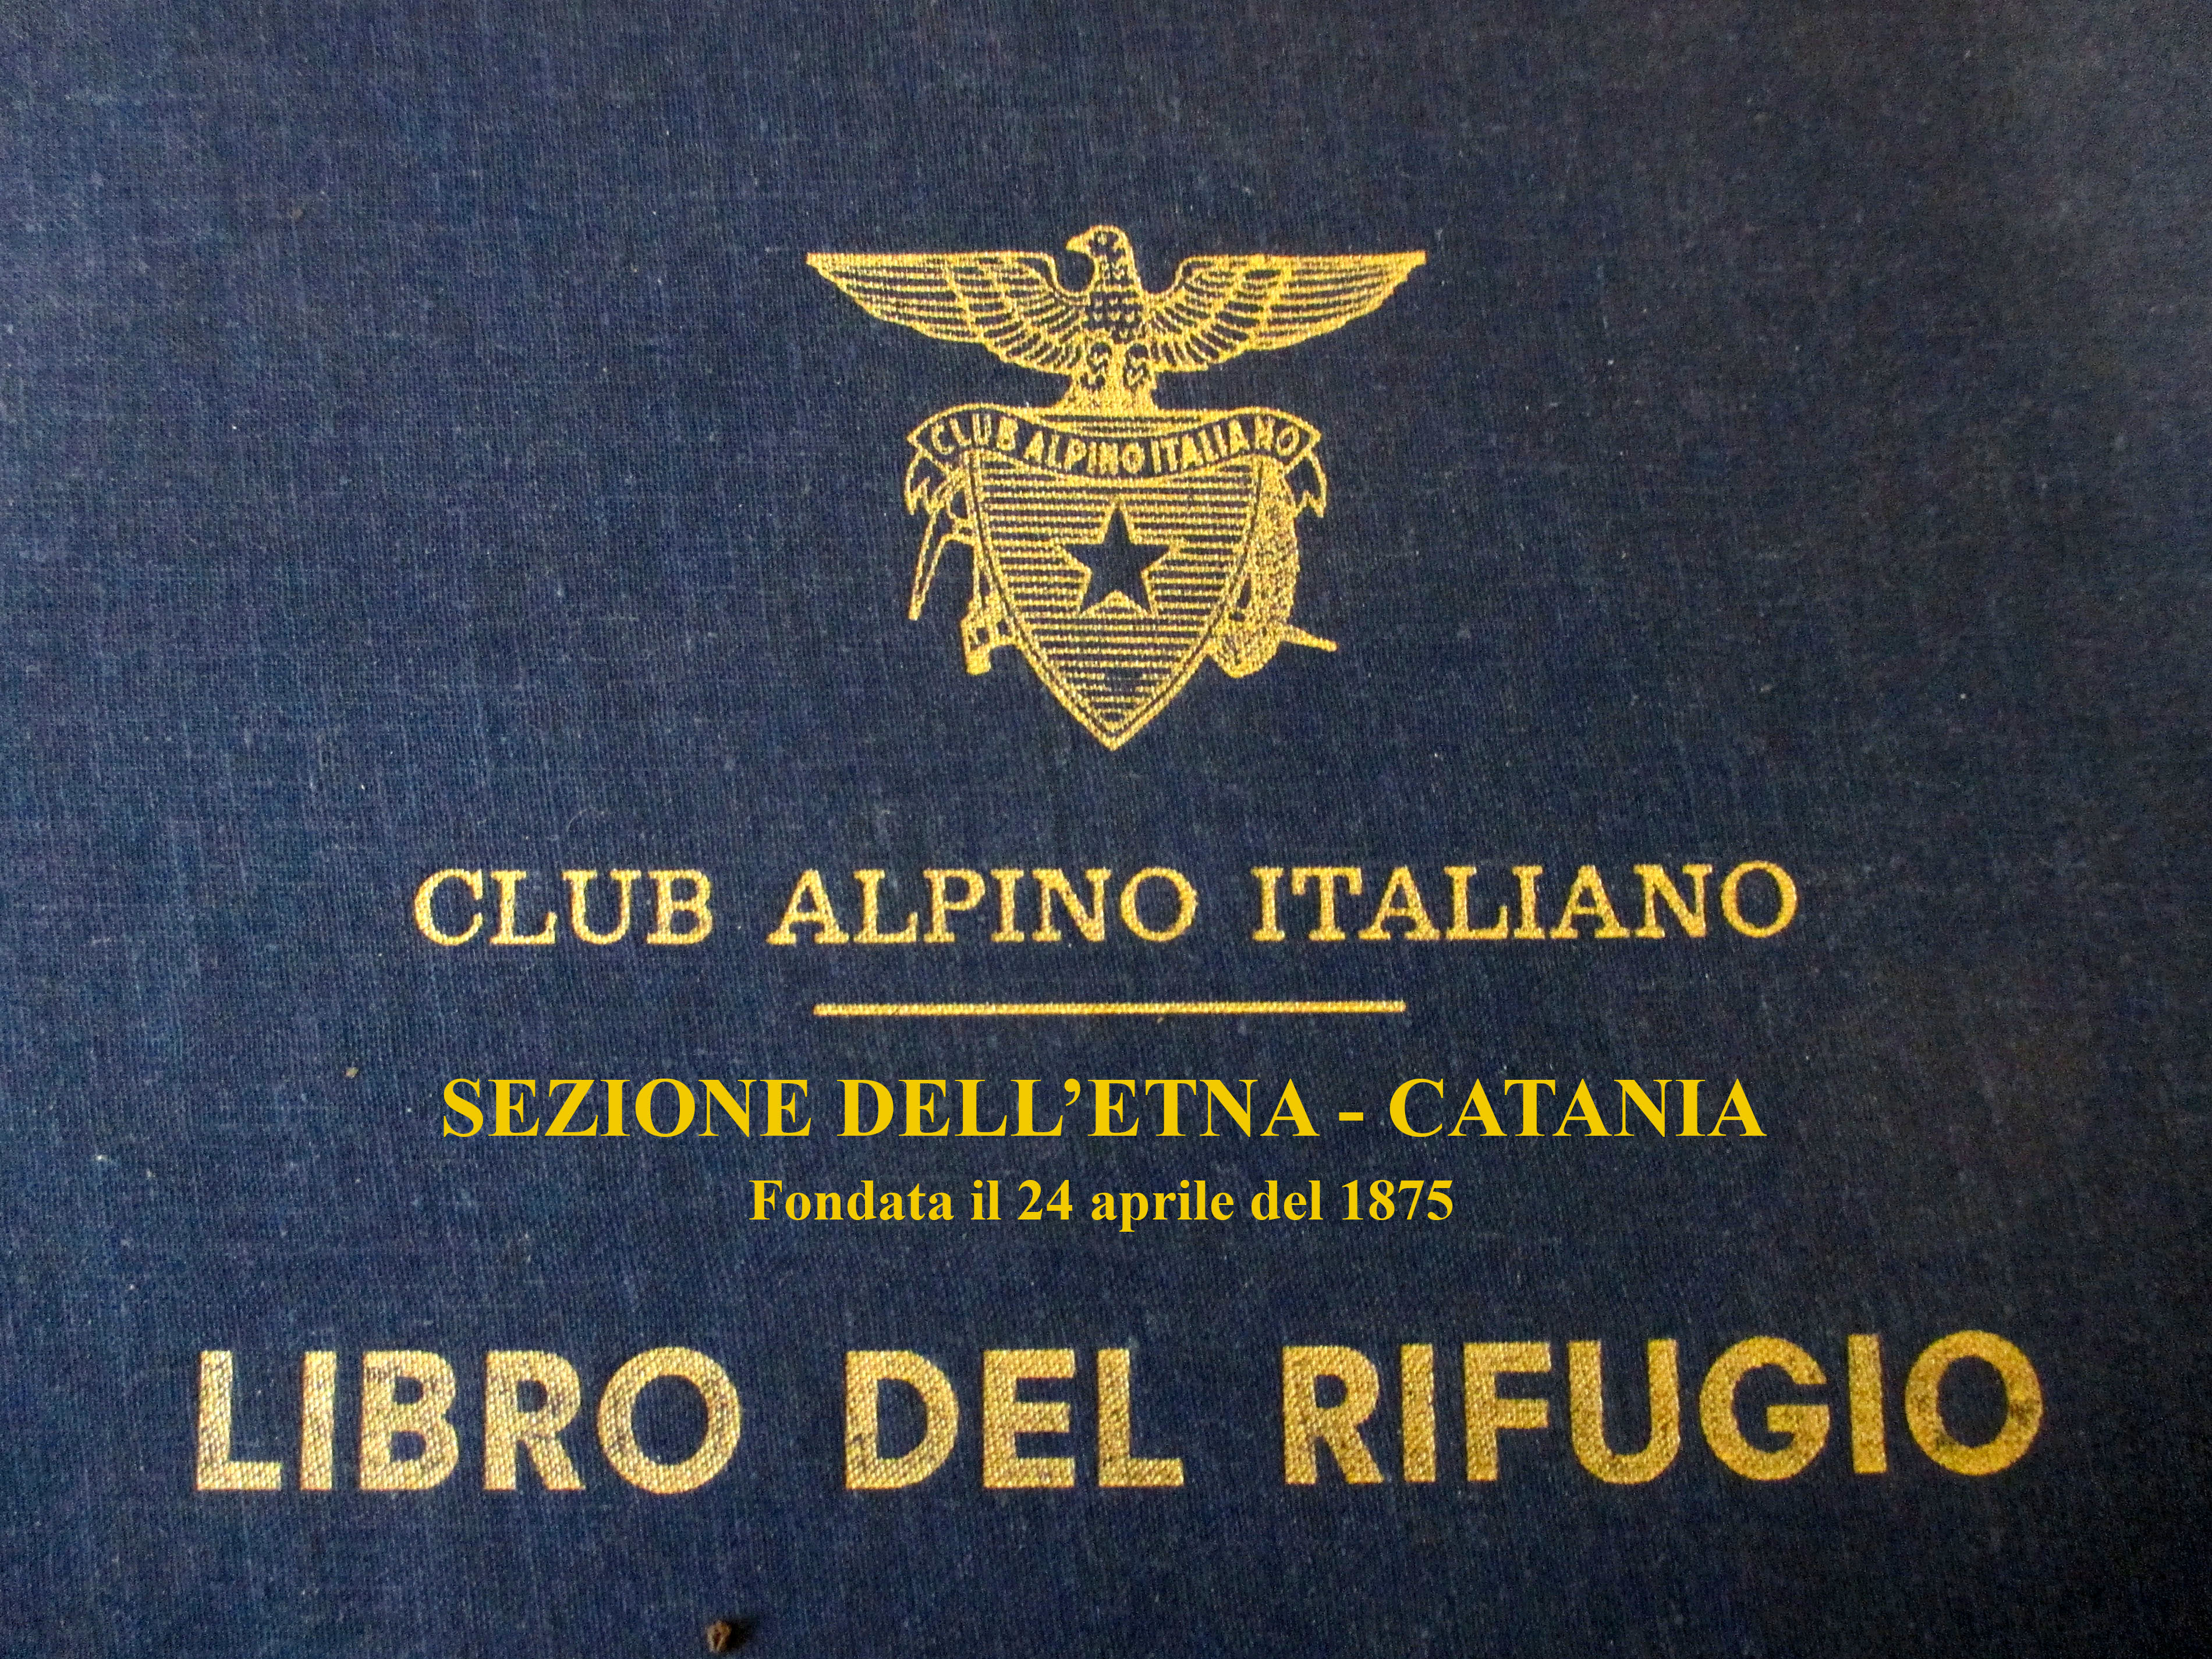 CLUB ALPINO ITALIANO
CLUB ALPINO ITALIANO
SEZIONE DELL’ETNA - CATANIA
Fondata il 24 aprile del 1875
LIBRO DEL RIFUGIO